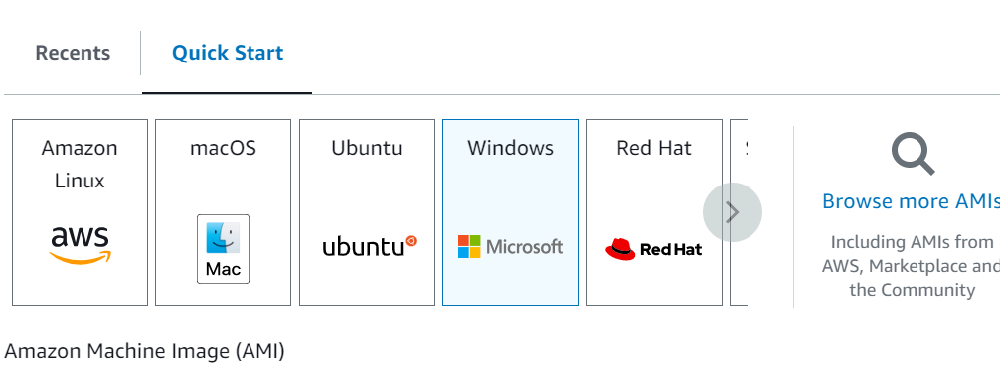 Recents
Quick Start
Amazon
Linux
aws
macOS
Mac
Ubuntu
ubuntu
Windows
Microsoft
Red Hat
Red Hat
Browse more AMIs
Including AMIs from
AWS, Marketplace and
the Community
Amazon Machine Image (AMI)